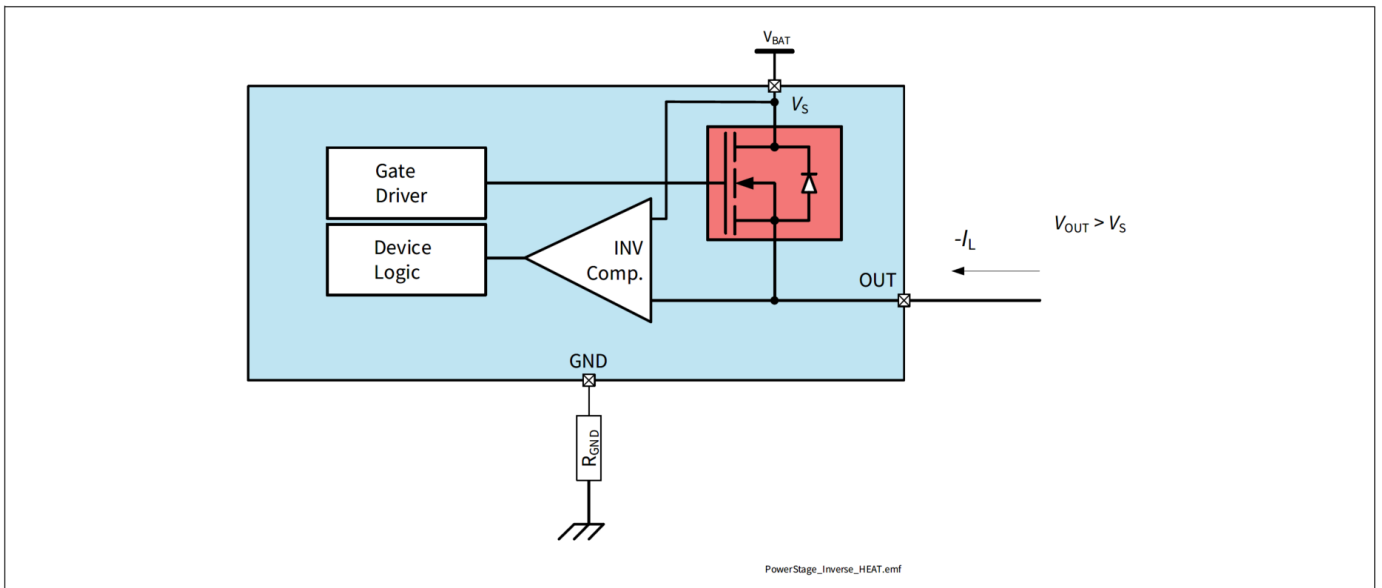 VBAT
VS
Gate
Driver
Device
Logic
INV
Comp.
-IL
VOUT > VS
OUT
GND
RGND
PowerStage_Inverse_HEAT.emf